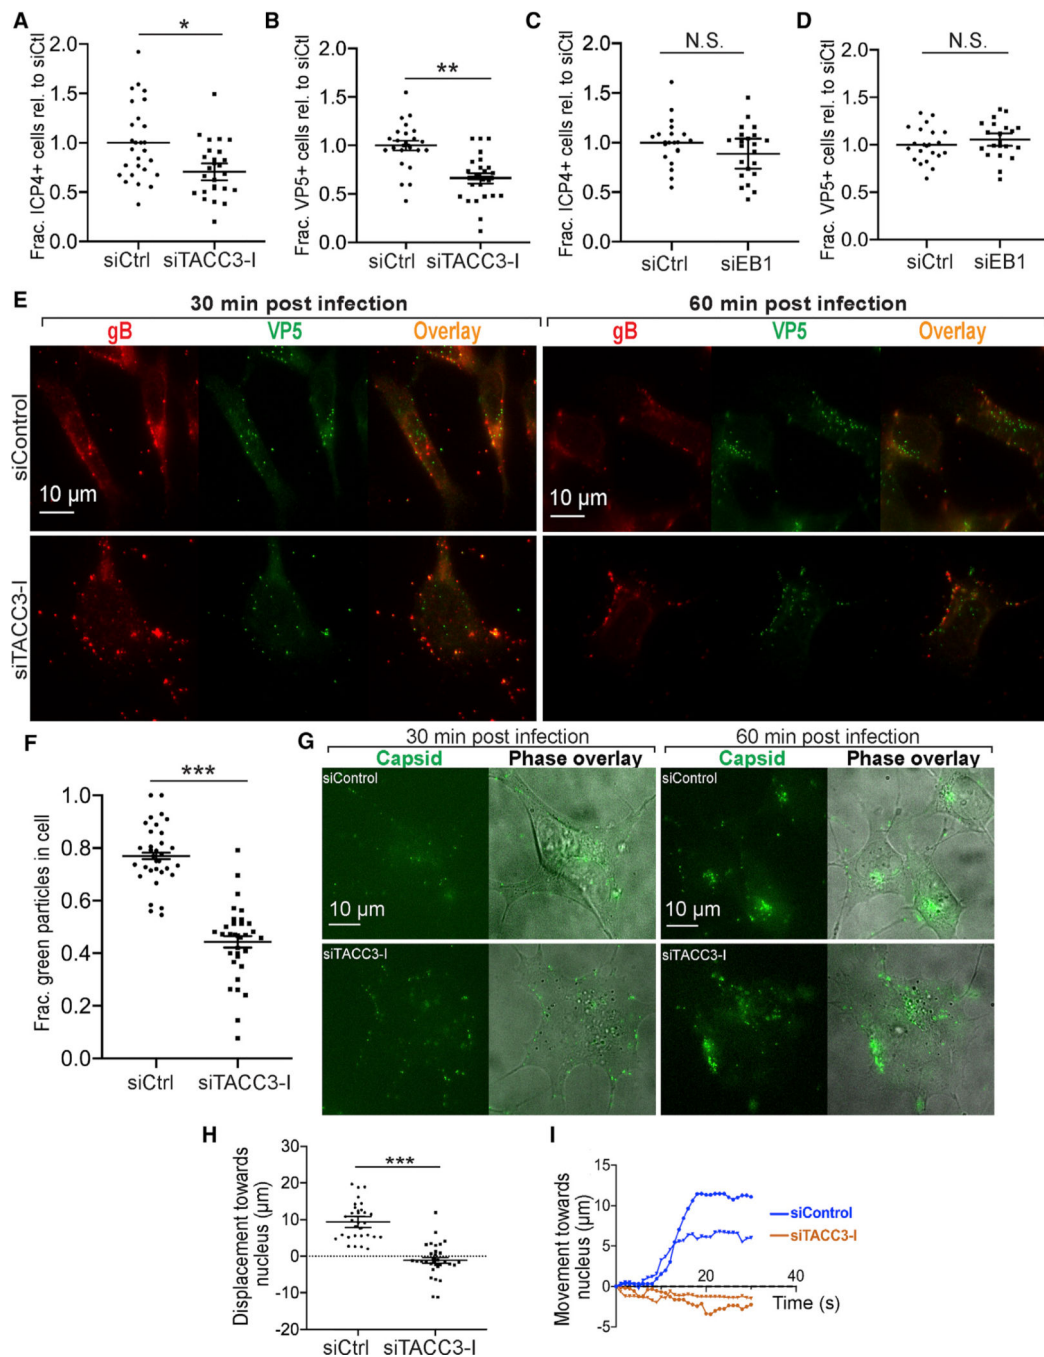 A
Frac. ICP4+ cells rel. to siCtl
2.0
1.5
1.0
0.5
0.0
*
siCtrl siTACC3-I
B
Frac. VP5+ cells rel. to siCtl
2.0
1.5
1.0
0.5
0.0
**
siCtrl siTACC3-I
C
Frac. ICP4+ cells rel. to siCtl
2.0
1.5
1.0
0.5
0.0
N.S.
siCtrl siEB1
D
Frac. VP5+ cells rel. to siCtl
2.0
1.5
1.0
0.5
0.0
N.S.
siCtrl siEB1
E
30 min post infection 60 min post infection
gB VP5 Overlay gB VP5 Overlay
siControl
10 µm 10 µm
siTACC3-I
F
Frac. green particles in cell
1.0
0.8
0.6
0.4
0.2
0.0
***
siCtrl siTACC3-I
G
30 min post infection 60 min post infection
Capsid Phase overlay Capsid Phase overlay
siControl siControl
10 µm 10 µm
siTACC3-I siTACC3-I
H
Displacement towards
nucleus (µm)
30
20
10
0
-10
-20
***
siCtrl siTACC3-I
I
Movement towards
nucleus (µm)
15
10
5
0
-5
siControl
siTACC3-I
20 40
Time (s)